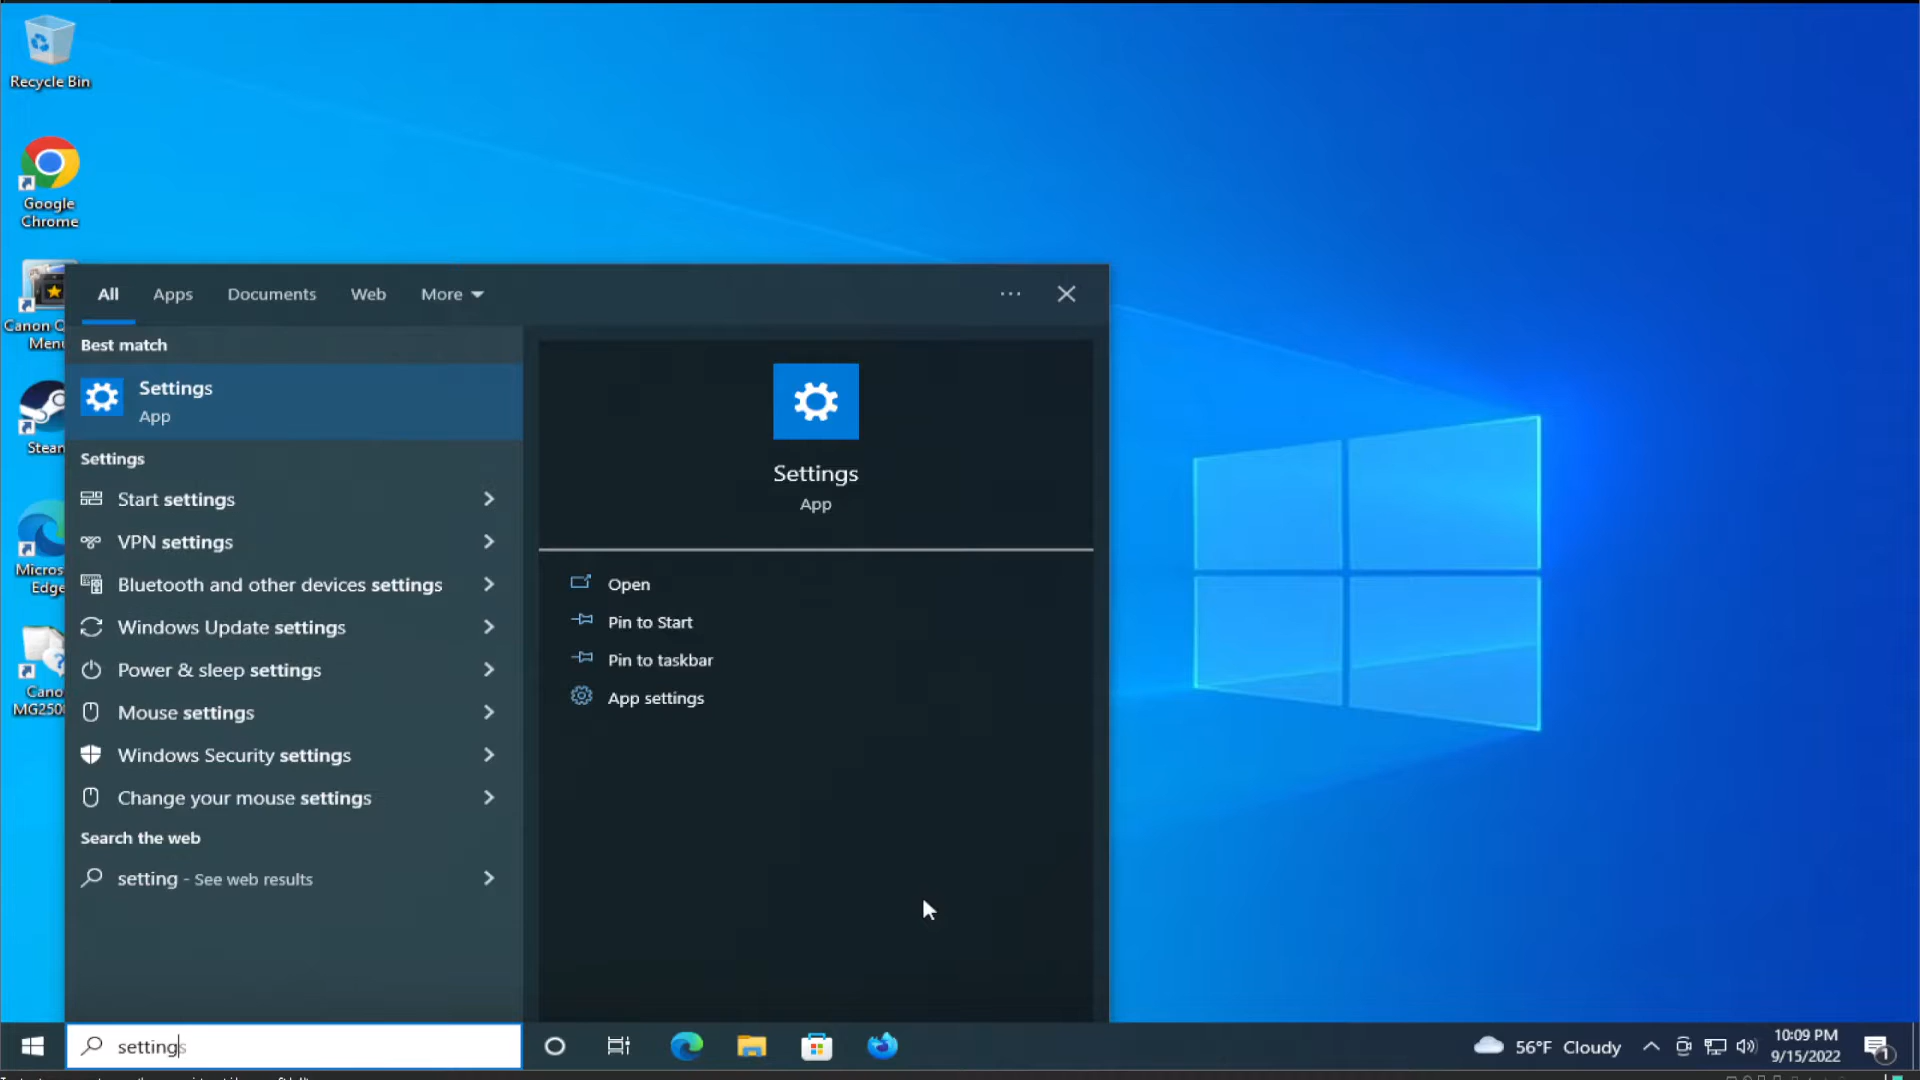 Recycle Bin
Google
Chrome
Canon
Menu
Steam
Micros
Edge
Cano
MG250
All Apps Documents Web More
Best match
Settings
App
Settings
Start settings
VPN settings
Bluetooth and other devices settings
Windows Update settings
Power & sleep settings
Mouse settings
Windows Security settings
Change your mouse settings
Search the web
setting - See web results
Settings
App
Open
Pin to Start
Pin to taskbar
App settings
settings
56°F Cloudy
10:09 PM
9/15/2022
1